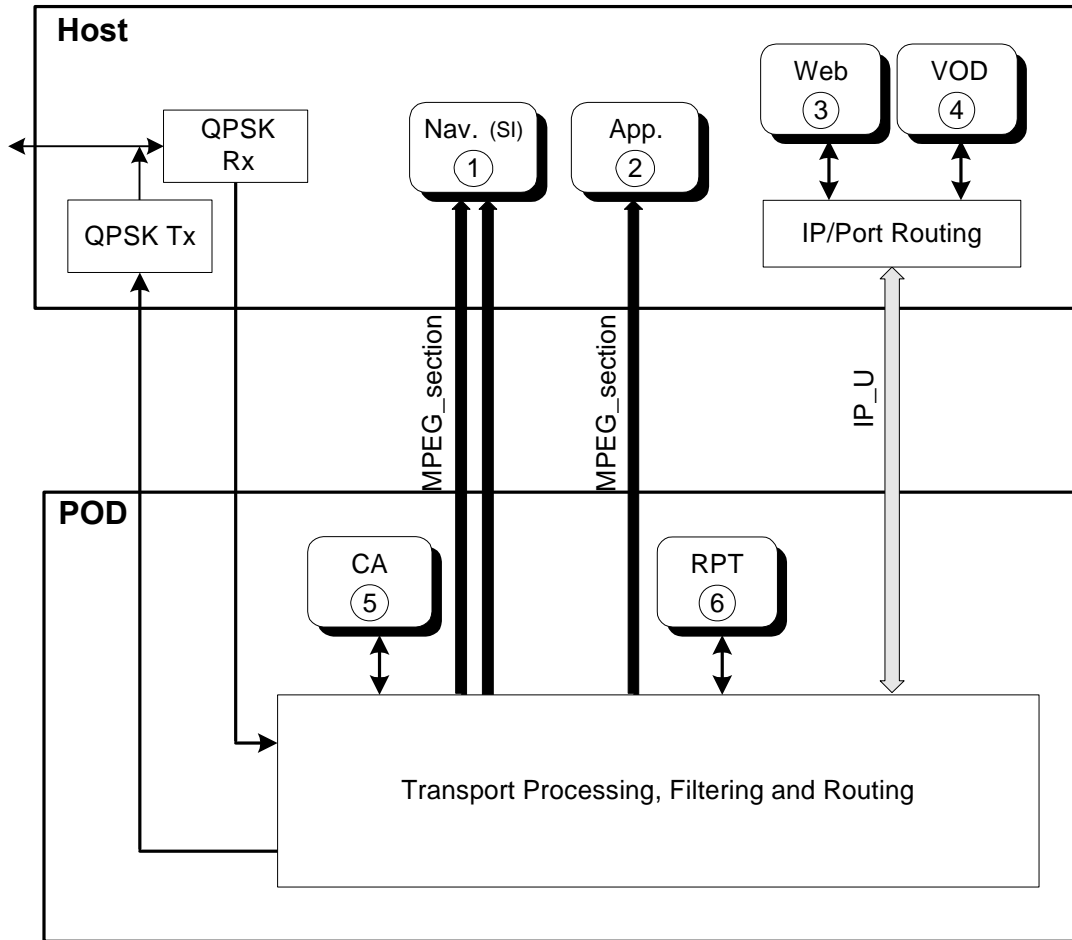 Host
Web
3
VOD
4
QPSK
Rx
Nav. (SI)
1
App.
2
QPSK Tx
IP/Port Routing
MPEG_section
MPEG_section
IP_U
POD
CA
5
RPT
6
Transport Processing, Filtering and Routing